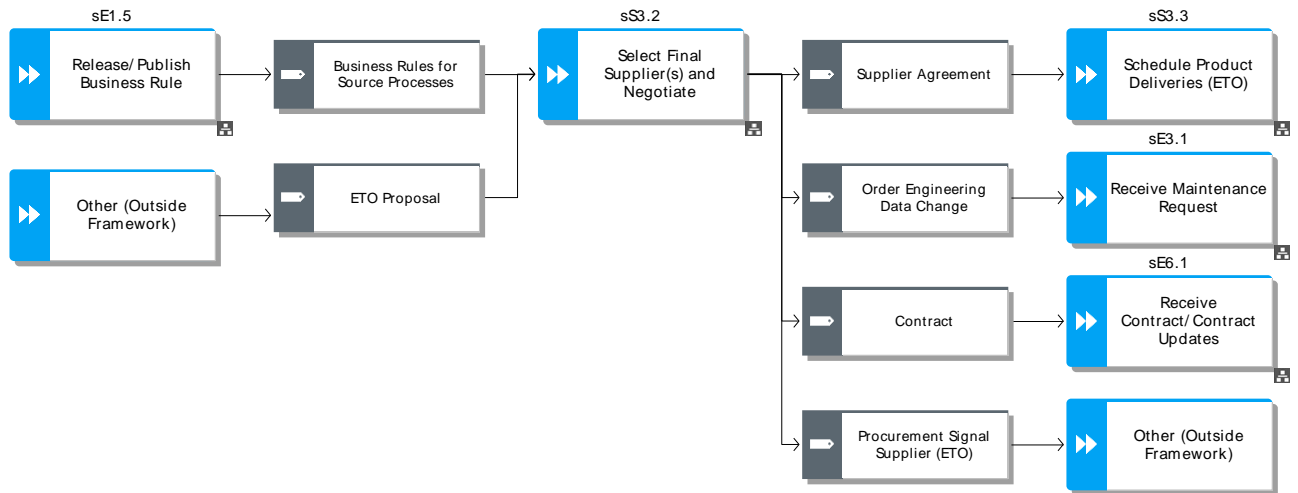 sE1.5
Release/ Publish
Business Rule
Business Rules for
Source Processes
sS3.2
Select Final
Supplier(s) and
Negotiate
Supplier Agreement
sS3.3
Schedule Product
Deliveries (ETO)
Other (Outside
Framework)
ETO Proposal
Order Engineering
Data Change
sE3.1
Receive Maintenance
Request
Contract
sE6.1
Receive
Contract/ Contract
Updates
Procurement Signal
Supplier (ETO)
Other (Outside
Framework)